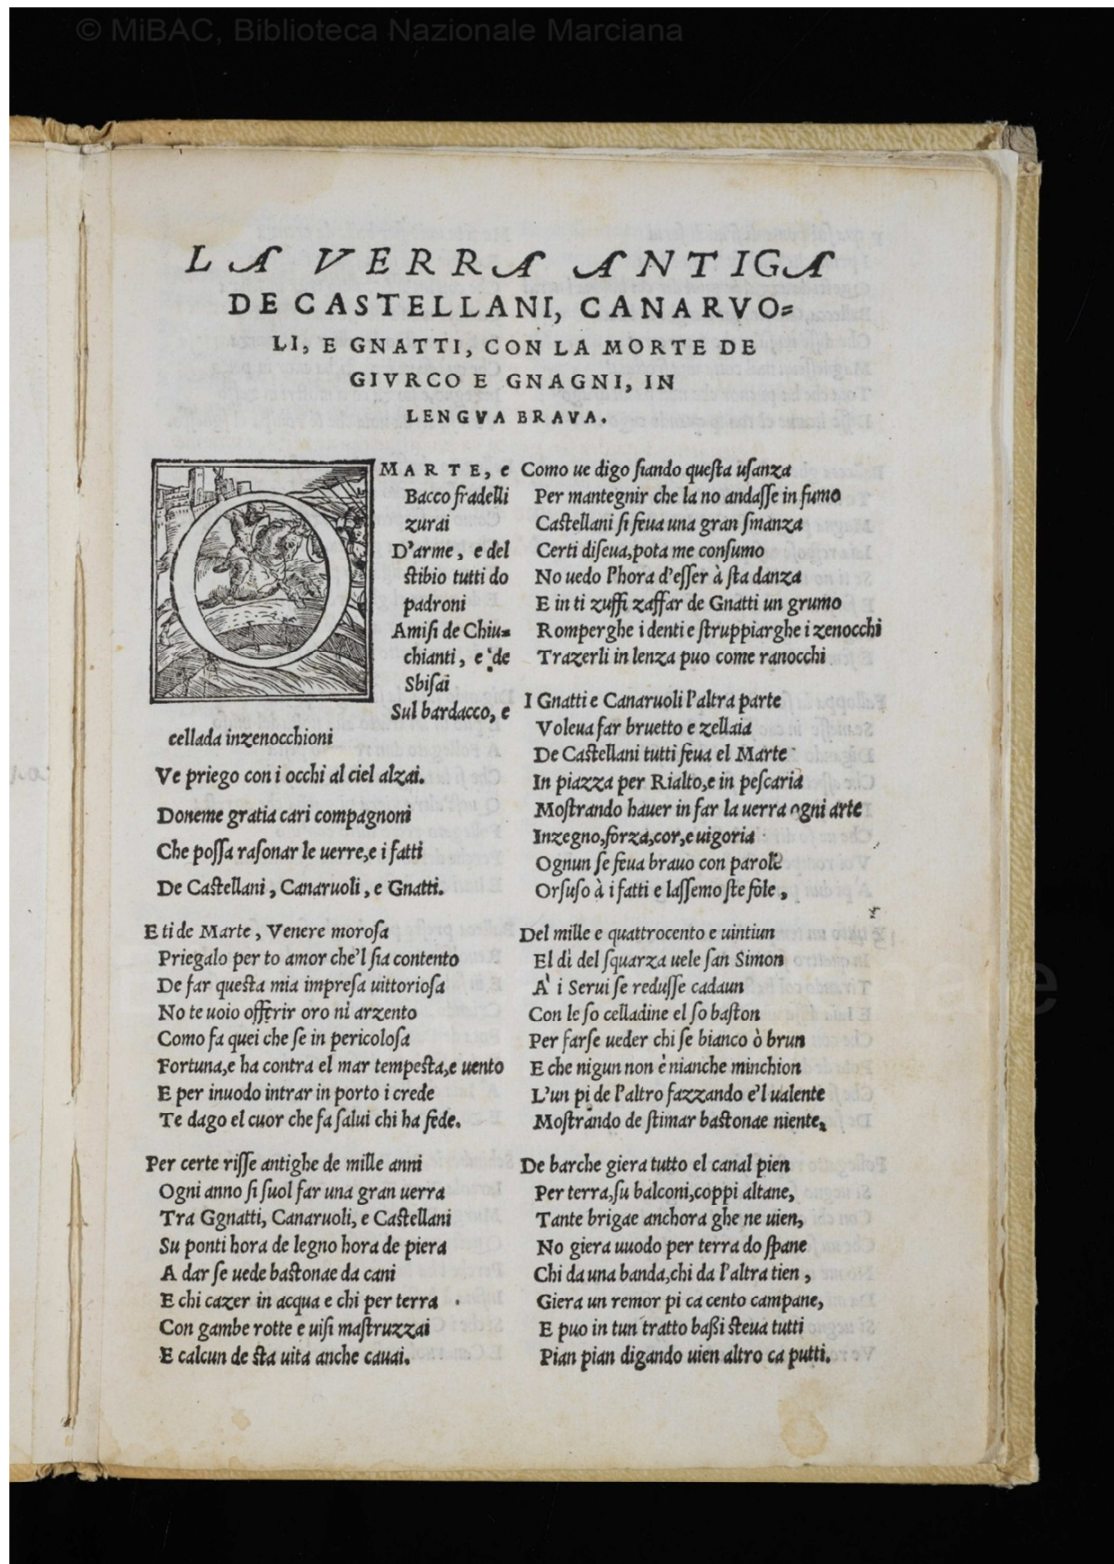 © MiBAC, Biblioteca Nazionale Marciana
LA VERRA ANTIGA
DE CASTELLANI, CANARVO=
LI, E GNATTI, CON LA MORTE DE
GIVRCO E GNAGNI, IN
LENGVA BRAVA.
O MARTE, e
Bacco fradelli
zurai
D'arme, e del
stibio tutti do
padroni
Amisi de Chiu=
chianti, e de
Sbisai
Sul bardacco, e
cellada inzenocchioni
Ve priego con i occhi al ciel alzai.
Doneme gratia cari compagnoni
Che possa rasonar le uerre, e i fatti
De Castellani, Canaruoli, e Gnatti.
E ti de Marte, Venere morosa
Priegalo per to amor che'l sia contento
De far questa mia impresa uittoriosa
No te uoio offrir oro ni arzento
Como fa quei che se in pericolosa
Fortuna, e ha contra el mar tempesta, e uento
E per inuodo intrar in porto i crede
Te dago el cuor che fa salui chi ha fede.
Per certe risse antighe de mille anni
Ogni anno si suol far una gran uerra
Tra Ggnatti, Canaruoli, e Castellani
Su ponti hora de legno hora de piera
A dar se uede bastonae da cani
E chi cazer in acqua e chi per terra
Con gambe rotte e uisi mastruzzai
E calcun de sta uita anche cauai.
Como ue digo siando questa usanza
Per mantegnir che la no andasse in fumo
Castellani si feua una gran smanza
Certi diseua, pota me consumo
No uedo l'hora d'esser à sta danza
E in ti zuffi zaffar de Gnatti un grumo
Romperghe i denti e struppiarghe i zenocchi
Trazerli in lenza puo come ranocchi
I Gnatti e Canaruoli l'altra parte
Voleua far bruetto e zellaia
De Castellani tutti feua el Marte
In piazza per Rialto, e in pescaria
Mostrando hauer in far la uerra ogni arte
Inzegno, forza, cor, e uigoria
Ognun se feua brauo con parole
Orsuso à i fatti e lassemo ste fole,
Del mille e quattrocento e uintiun
El dì del squarza uele san Simon
A' i Serui se redusse cadaun
Con le so celladine el so baston
Per farse ueder chi se bianco ò brun
E che nigun non è nianche minchion
L'un pi de l'altro fazzando e'l ualente
Mostrando de stimar bastonae niente,
De barche giera tutto el canal pien
Per terra, su balconi, coppi altane,
Tante brigae anchora ghe ne uien,
No giera uuodo per terra do spane
Chi da una banda, chi da l'altra tien,
Giera un remor pi ca cento campane,
E puo in tun tratto bassi steua tutti
Pian pian digando uien altro ca putti.